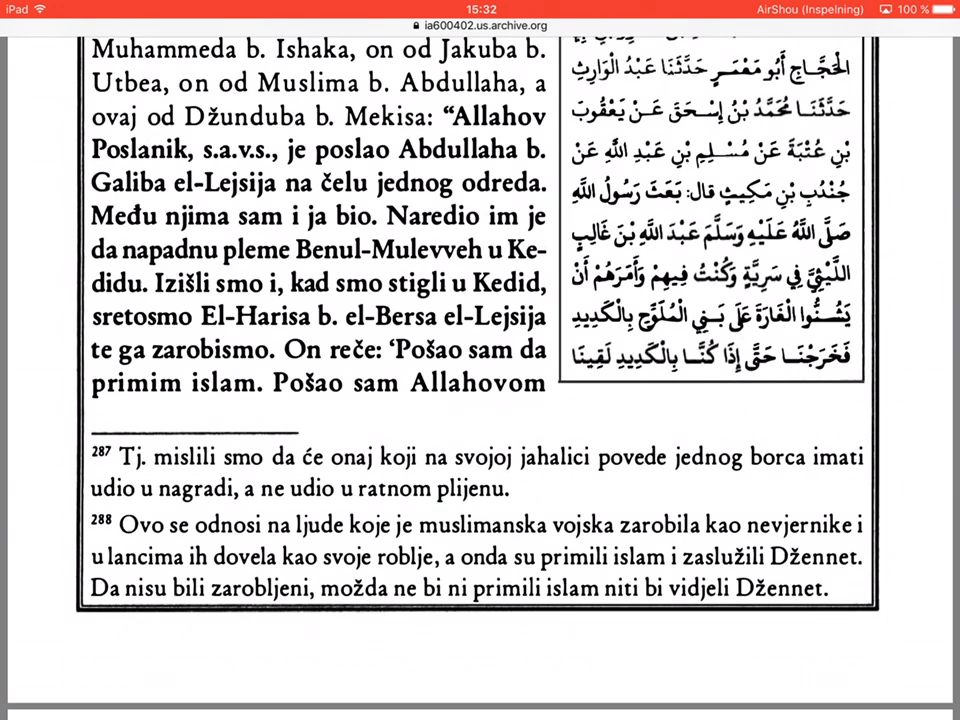 iPad 15:32 AirShou (Inspelning) 100 %
ia600402.us.archive.org
Muhammeda b. Ishaka, on od Jakuba b.
Utbea, on od Muslima b. Abdullaha, a
ovaj od Džunduba b. Mekisa: “Allahov
Poslanik, s.a.v.s., je poslao Abdullaha b.
Galiba el-Lejsija na čelu jednog odreda.
Među njima sam i ja bio. Naredio im je
da napadnu pleme Benul-Mulevveh u Ke-
didu. Izišli smo i, kad smo stigli u Kedid,
sretosmo El-Harisa b. el-Bersa el-Lejsija
te ga zarobismo. On reče: ‘Pošao sam da
primim islam. Pošao sam Allahovom
الْحَجَّاجِ أَبُو مَعْمَرٍ حَدَّثَنَا عَبْدُ الْوَارِثِ
حَدَّثَنَا مُحَمَّدُ بْنُ إِسْحَقَ عَنْ يَعْقُوبَ
بْنِ عُتْبَةَ عَنْ مُسْلِمِ بْنِ عَبْدِ اللَّهِ عَنْ
جُنْدُبِ بْنِ مَكِيثٍ قال: بَعَثَ رَسُولُ اللَّهِ
صَلَّى اللَّهُ عَلَيْهِ وَسَلَّمَ عَبْدَ اللَّهِ بْنَ غَالِبٍ
اللَّيْثِيَّ فِي سَرِيَّةٍ وَكُنْتُ فِيهِمْ وَأَمَرَهُمْ أَنْ
يَشُنُّوا الْغَارَةَ عَلَى بَنِي الْمُلَوِّحِ بِالْكَدِيدِ
فَخَرَجْنَا حَتَّى إِذَا كُنَّا بِالْكَدِيدِ لَقِينَا
287 Tj. mislili smo da će onaj koji na svojoj jahalici povede jednog borca imati
udio u nagradi, a ne udio u ratnom plijenu.
288 Ovo se odnosi na ljude koje je muslimanska vojska zarobila kao nevjernike i
u lancima ih dovela kao svoje roblje, a onda su primili islam i zaslužili Džennet.
Da nisu bili zarobljeni, možda ne bi ni primili islam niti bi vidjeli Džennet.